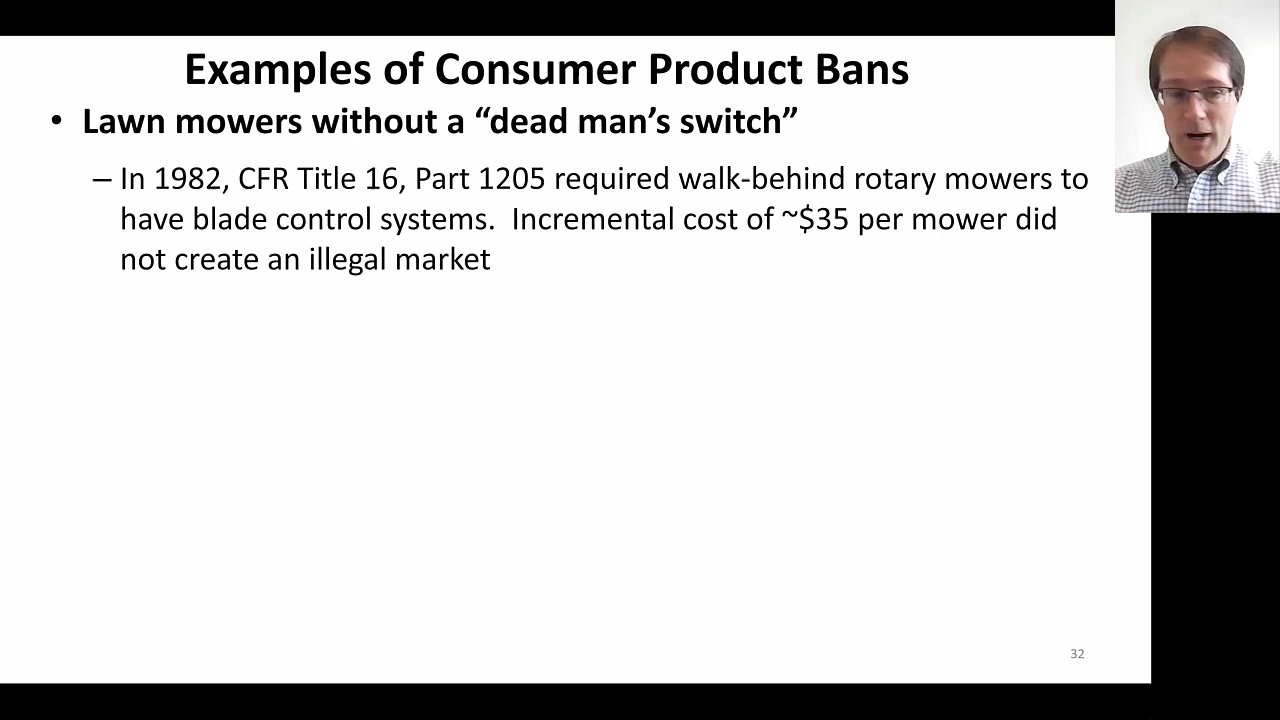 Examples of Consumer Product Bans
• Lawn mowers without a “dead man’s switch”
– In 1982, CFR Title 16, Part 1205 required walk-behind rotary mowers to
have blade control systems.  Incremental cost of ~$35 per mower did
not create an illegal market
32